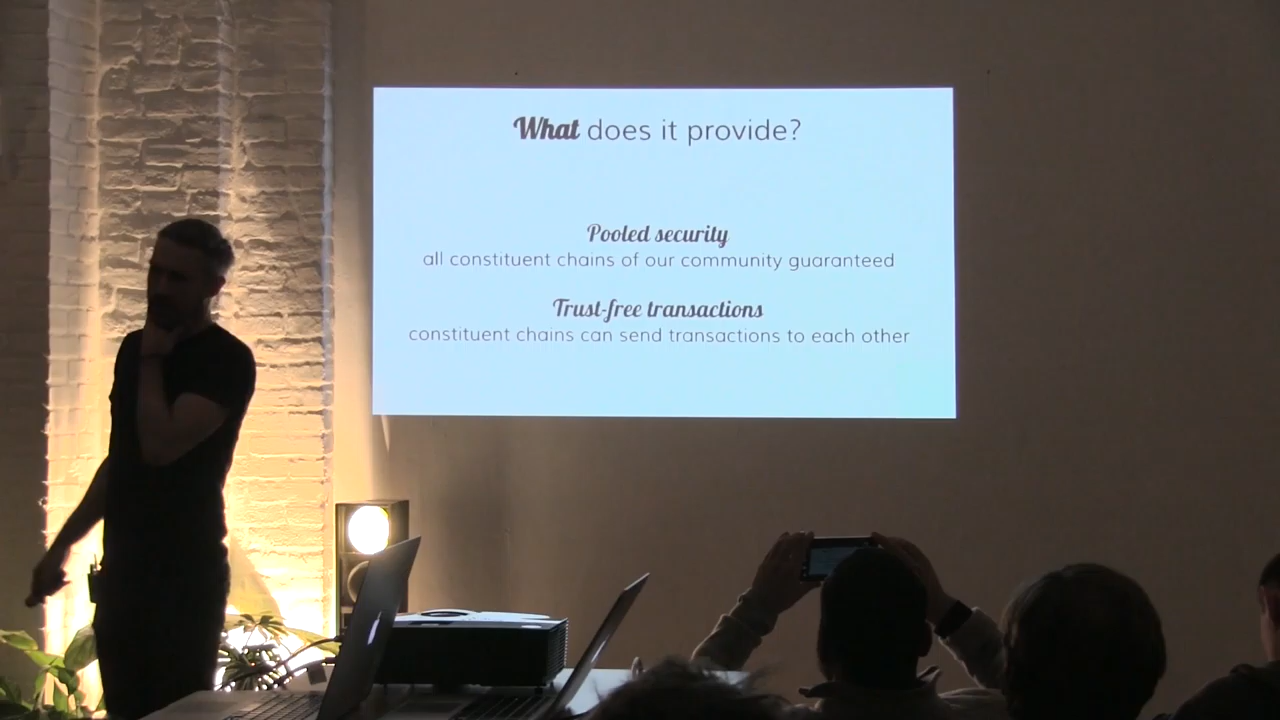 What does it provide?
Pooled security
all constituent chains of our community guaranteed
Trust-free transactions
constituent chains can send transactions to each other